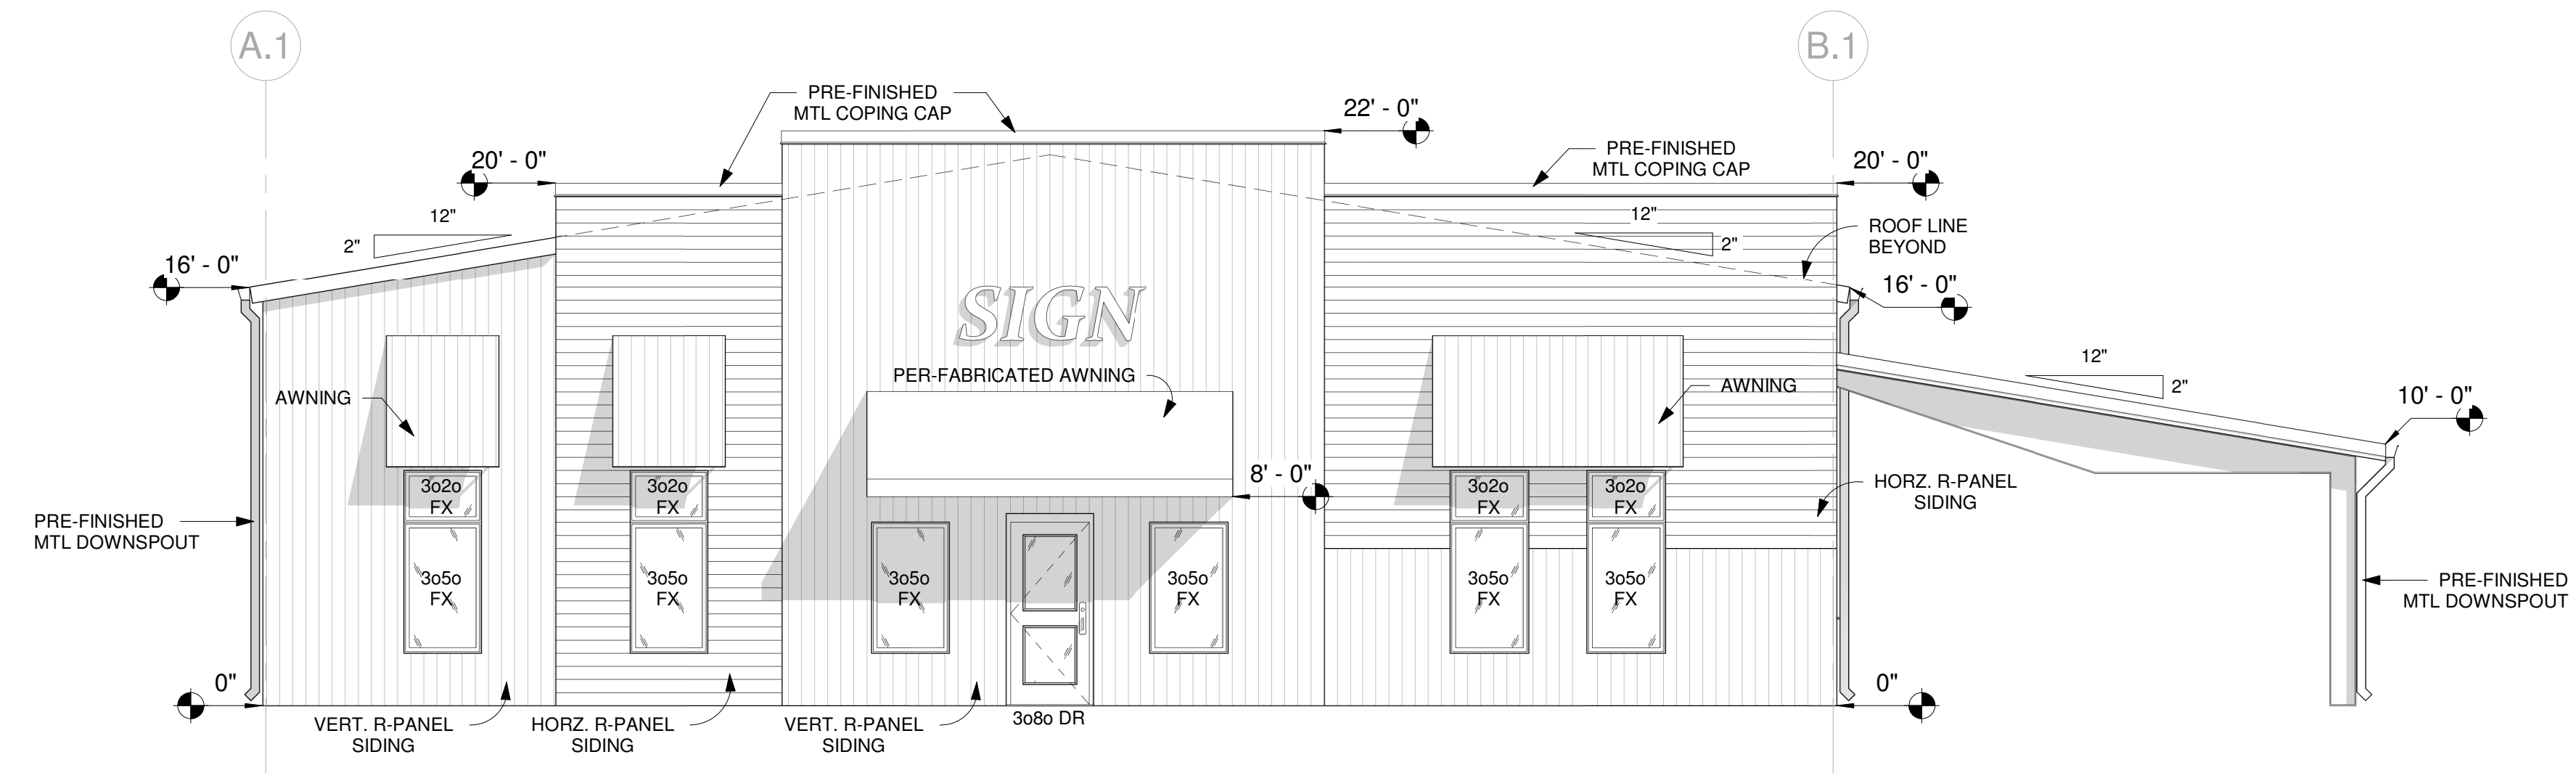 A.1
B.1
PRE-FINISHED
MTL COPING CAP
22' - 0"
20' - 0"
PRE-FINISHED
MTL COPING CAP
20' - 0"
12"
2"
12"
2"
ROOF LINE
BEYOND
16' - 0"
16' - 0"
SIGN
12"
2"
PER-FABRICATED AWNING
AWNING
AWNING
10' - 0"
8' - 0"
3o2o
FX
3o2o
FX
3o2o
FX
3o2o
FX
HORZ. R-PANEL
SIDING
PRE-FINISHED
MTL DOWNSPOUT
3o5o
FX
3o5o
FX
3o5o
FX
3o5o
FX
3o5o
FX
3o5o
FX
PRE-FINISHED
MTL DOWNSPOUT
0"
0"
VERT. R-PANEL
SIDING
HORZ. R-PANEL
SIDING
VERT. R-PANEL
SIDING
3o8o DR